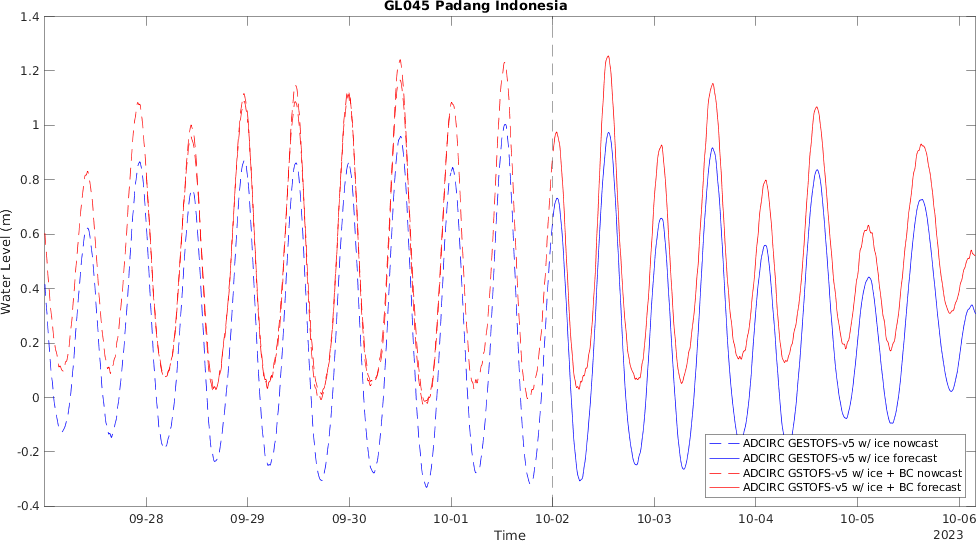 GL045 Padang Indonesia
1.4
1.2
1
0.8
0.6
0.4
0.2
0
-0.2
-0.4
Water Level (m)
ADCIRC GESTOFS-v5 w/ ice nowcast
ADCIRC GESTOFS-v5 w/ ice forecast
ADCIRC GSTOFS-v5 w/ ice + BC nowcast
ADCIRC GSTOFS-v5 w/ ice + BC forecast
09-28 09-29 09-30 10-01 10-02 10-03 10-04 10-05 10-06
Time
2023